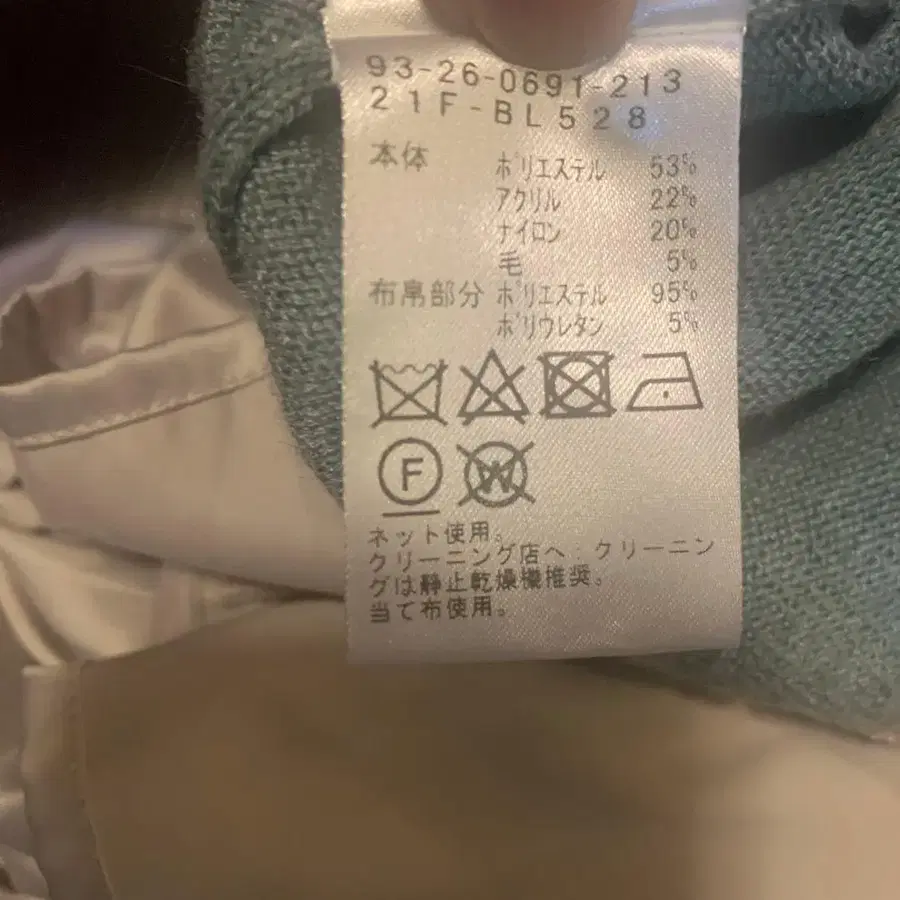 93-26-0691-213
21F-BL528
本体 ポリエステル 53%
アクリル 22%
ナイロン 20%
毛 5%
布帛部分 ポリエステル 95%
ポリウレタン 5%
F W
ネット使用。
クリーニング店へ:クリーニン
グは静止乾燥機推奨。
当て布使用。